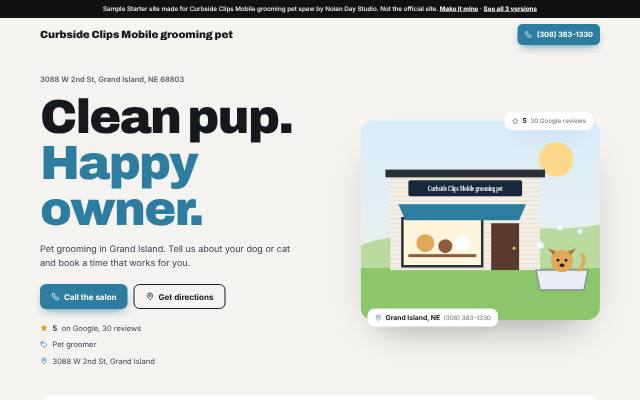 Sample Starter site made for Curbside Clips Mobile grooming pet spaw by Nolan Day Studio. Not the official site. Make it mine · See all 3 versions
Curbside Clips Mobile grooming pet
(308) 383-1330
3088 W 2nd St, Grand Island, NE 68803
Clean pup.
Happy
owner.
Pet grooming in Grand Island. Tell us about your dog or cat
and book a time that works for you.
Call the salon
Get directions
5 on Google, 30 reviews
Pet groomer
3088 W 2nd St, Grand Island
5 30 Google reviews
Curbside Clips Mobile grooming pet
Grand Island, NE (308) 383-1330